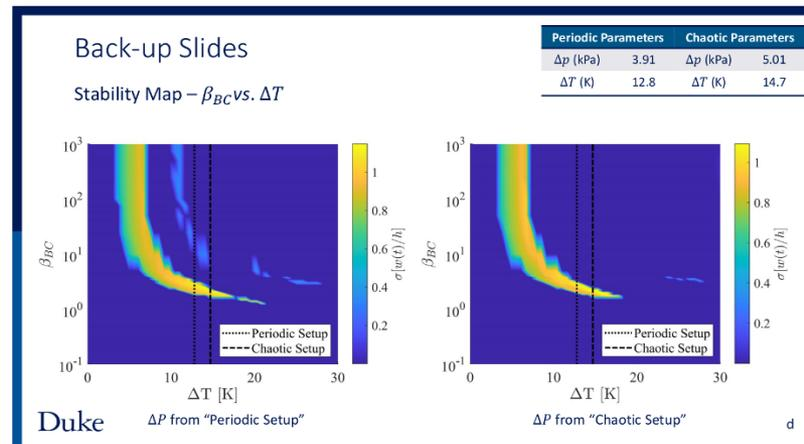 Back-up Slides
Stability Map – β_BC vs. ΔT
Periodic Parameters Chaotic Parameters
Δp (kPa) 3.91 Δp (kPa) 5.01
ΔT (K) 12.8 ΔT (K) 14.7
10³
10²
10¹
10⁰
10⁻¹
β_BC
0 10 20 30
ΔT [K]
Periodic Setup
Chaotic Setup
1
0.8
0.6
0.4
0.2
σ[w(t)/h]
ΔP from “Periodic Setup”
10³
10²
10¹
10⁰
10⁻¹
β_BC
0 10 20 30
ΔT [K]
Periodic Setup
Chaotic Setup
1
0.8
0.6
0.4
0.2
σ[w(t)/h]
ΔP from “Chaotic Setup”
Duke
d